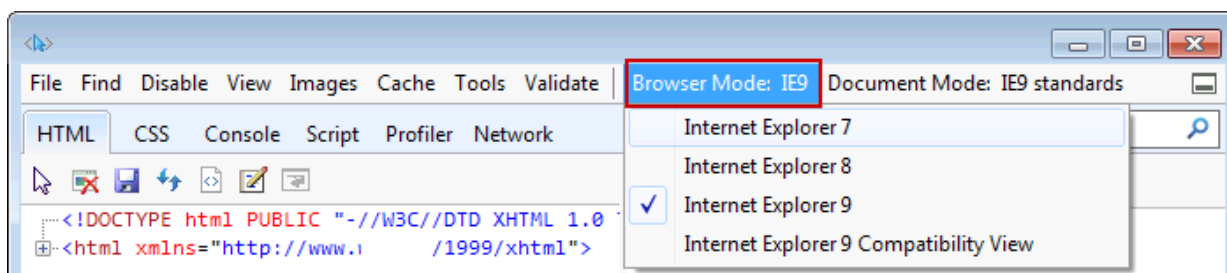 File Find Disable View Images Cache Tools Validate | Browser Mode: IE9 Document Mode: IE9 standards
HTML CSS Console Script Profiler Network
Internet Explorer 7
Internet Explorer 8
Internet Explorer 9
Internet Explorer 9 Compatibility View
<!DOCTYPE html PUBLIC "-//W3C//DTD XHTML 1.0
<html xmlns="http://www. /1999/xhtml">